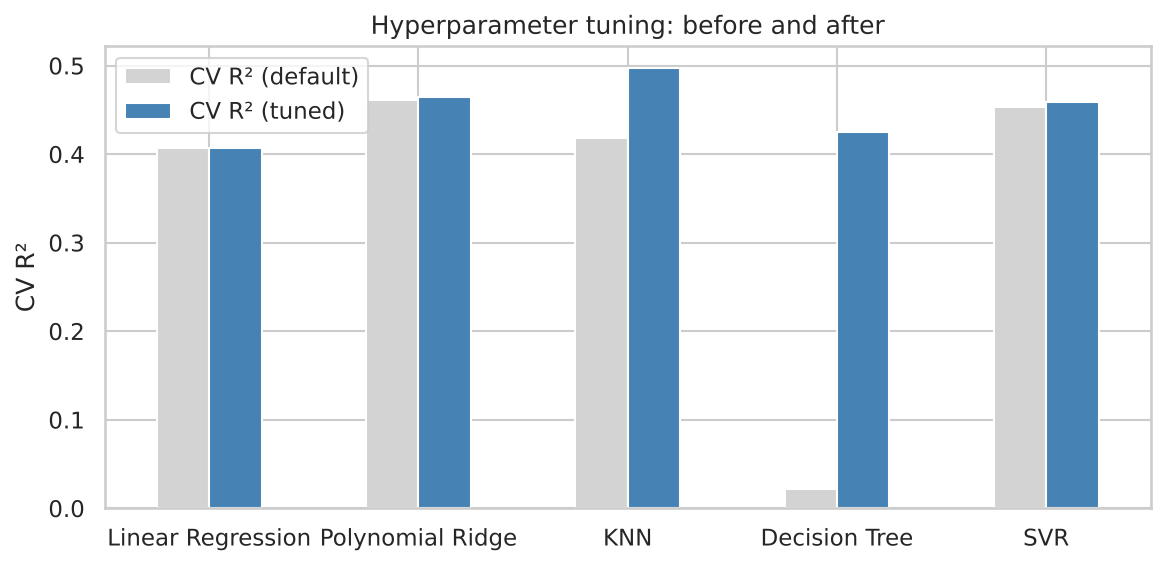 Hyperparameter tuning: before and after
CV R² (default)
CV R² (tuned)
CV R²
0.5
0.4
0.3
0.2
0.1
0.0
Linear Regression Polynomial Ridge KNN Decision Tree SVR